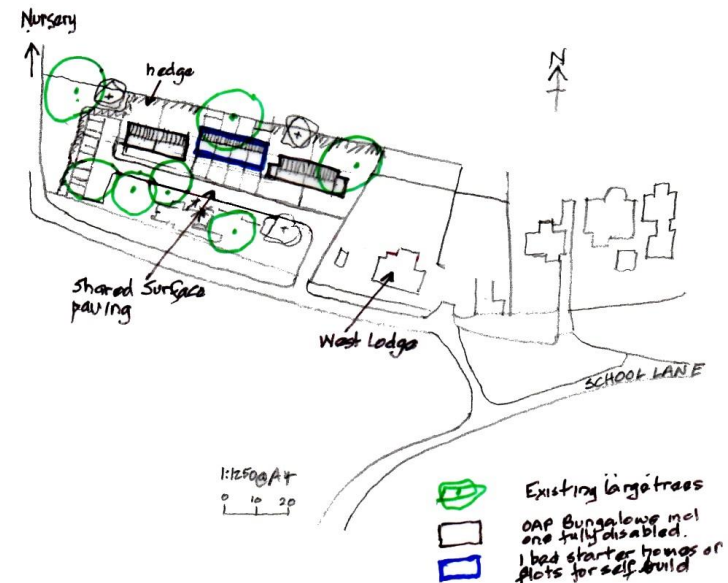 Nursery
hedge
N
Shared Surface
paving
West Lodge
SCHOOL LANE
1:1250@A4
0 10 20
Existing large trees
OAP Bungalows incl
one fully disabled.
1 bed starter homes or
plots for self build